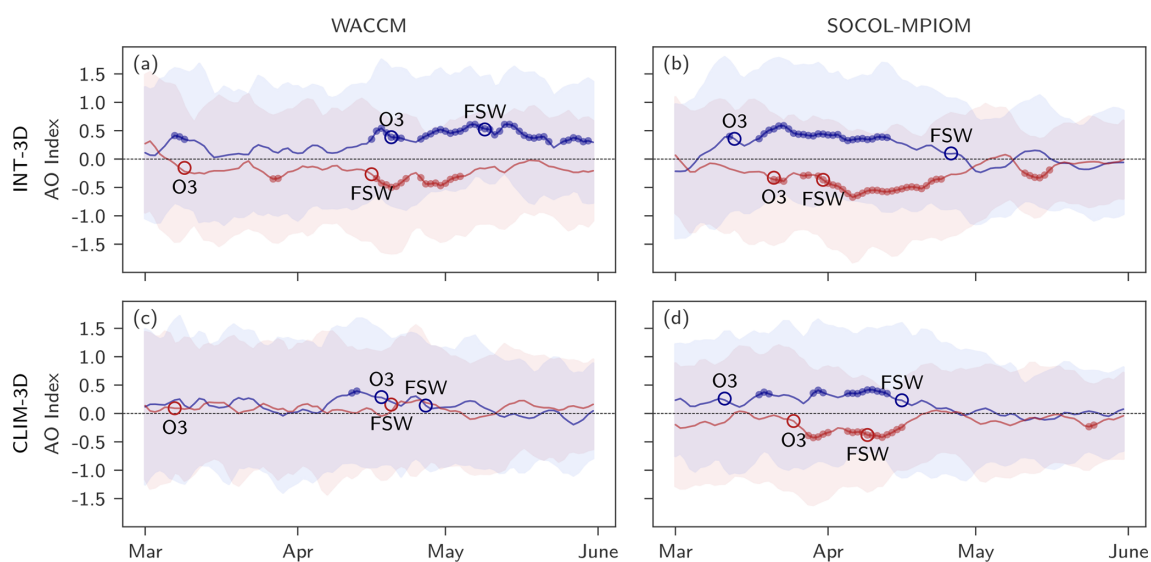 WACCM
SOCOL-MPIOM
INT-3D
AO Index
1.5
1.0
0.5
0.0
-0.5
-1.0
-1.5
(a)
O3
FSW
O3
FSW
(b)
O3
FSW
O3
FSW
CLIM-3D
AO Index
1.5
1.0
0.5
0.0
-0.5
-1.0
-1.5
(c)
O3
FSW
O3
FSW
(d)
O3
FSW
O3
FSW
Mar
Apr
May
June
Mar
Apr
May
June